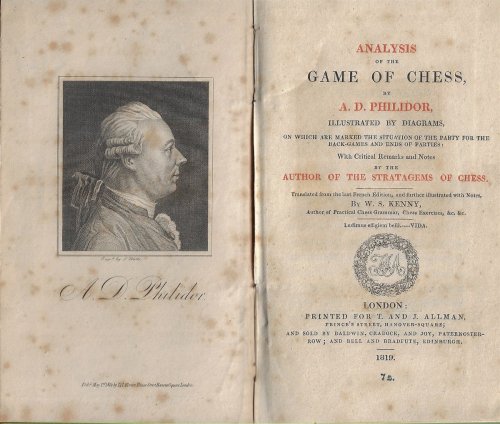 A. D. Philidor.
ANALYSIS
OF THE
GAME OF CHESS,
BY
A. D. PHILIDOR,
ILLUSTRATED BY DIAGRAMS,
ON WHICH ARE MARKED THE SITUATION OF THE PARTY FOR THE
BACK-GAMES AND ENDS OF PARTIES:
With Critical Remarks and Notes
BY THE
AUTHOR OF THE STRATAGEMS OF CHESS.
Translated from the last French Edition, and further illustrated with Notes,
By W. S. KENNY,
Author of Practical Chess Grammar, Chess Exercises, &c. &c.
Ludimus effigiem belli.——VIDA.
LONDON:
PRINTED FOR T. AND J. ALLMAN,
PRINCE'S STREET, HANOVER-SQUARE;
AND SOLD BY BALDWIN, CRADOCK, AND JOY, PATERNOSTER-
ROW; AND BELL AND BRADFUTE, EDINBURGH.
1819.